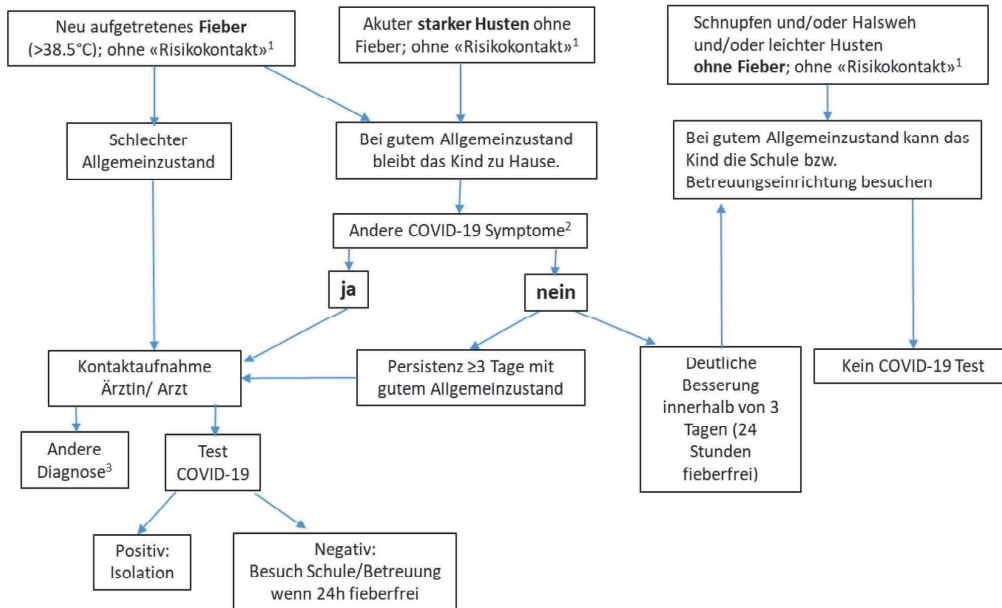 Neu aufgetretenes Fieber
(>38.5°C); ohne «Risikokontakt»¹
Akuter starker Husten ohne
Fieber; ohne «Risikokontakt»¹
Schnupfen und/oder Halsweh
und/oder leichter Husten
ohne Fieber; ohne «Risikokontakt»¹
Schlechter
Allgemeinzustand
Bei gutem Allgemeinzustand
bleibt das Kind zu Hause.
Bei gutem Allgemeinzustand kann das
Kind die Schule bzw.
Betreuungseinrichtung besuchen
Andere COVID-19 Symptome²
ja
nein
Kontaktaufnahme
Ärztin/ Arzt
Persistenz ≥3 Tage mit
gutem Allgemeinzustand
Deutliche
Besserung
innerhalb von 3
Tagen (24
Stunden
fieberfrei)
Kein COVID-19 Test
Andere
Diagnose³
Test
COVID-19
Positiv:
Isolation
Negativ:
Besuch Schule/Betreuung
wenn 24h fieberfrei